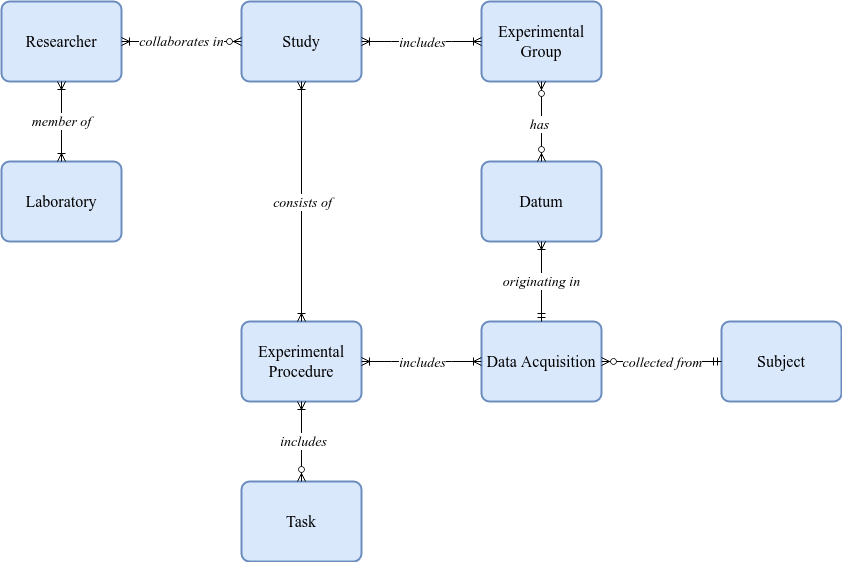 Researcher
collaborates in
Study
includes
Experimental
Group
member of
has
Laboratory
consists of
Datum
originating in
Experimental
Procedure
includes
Data Acquisition
collected from
Subject
includes
Task